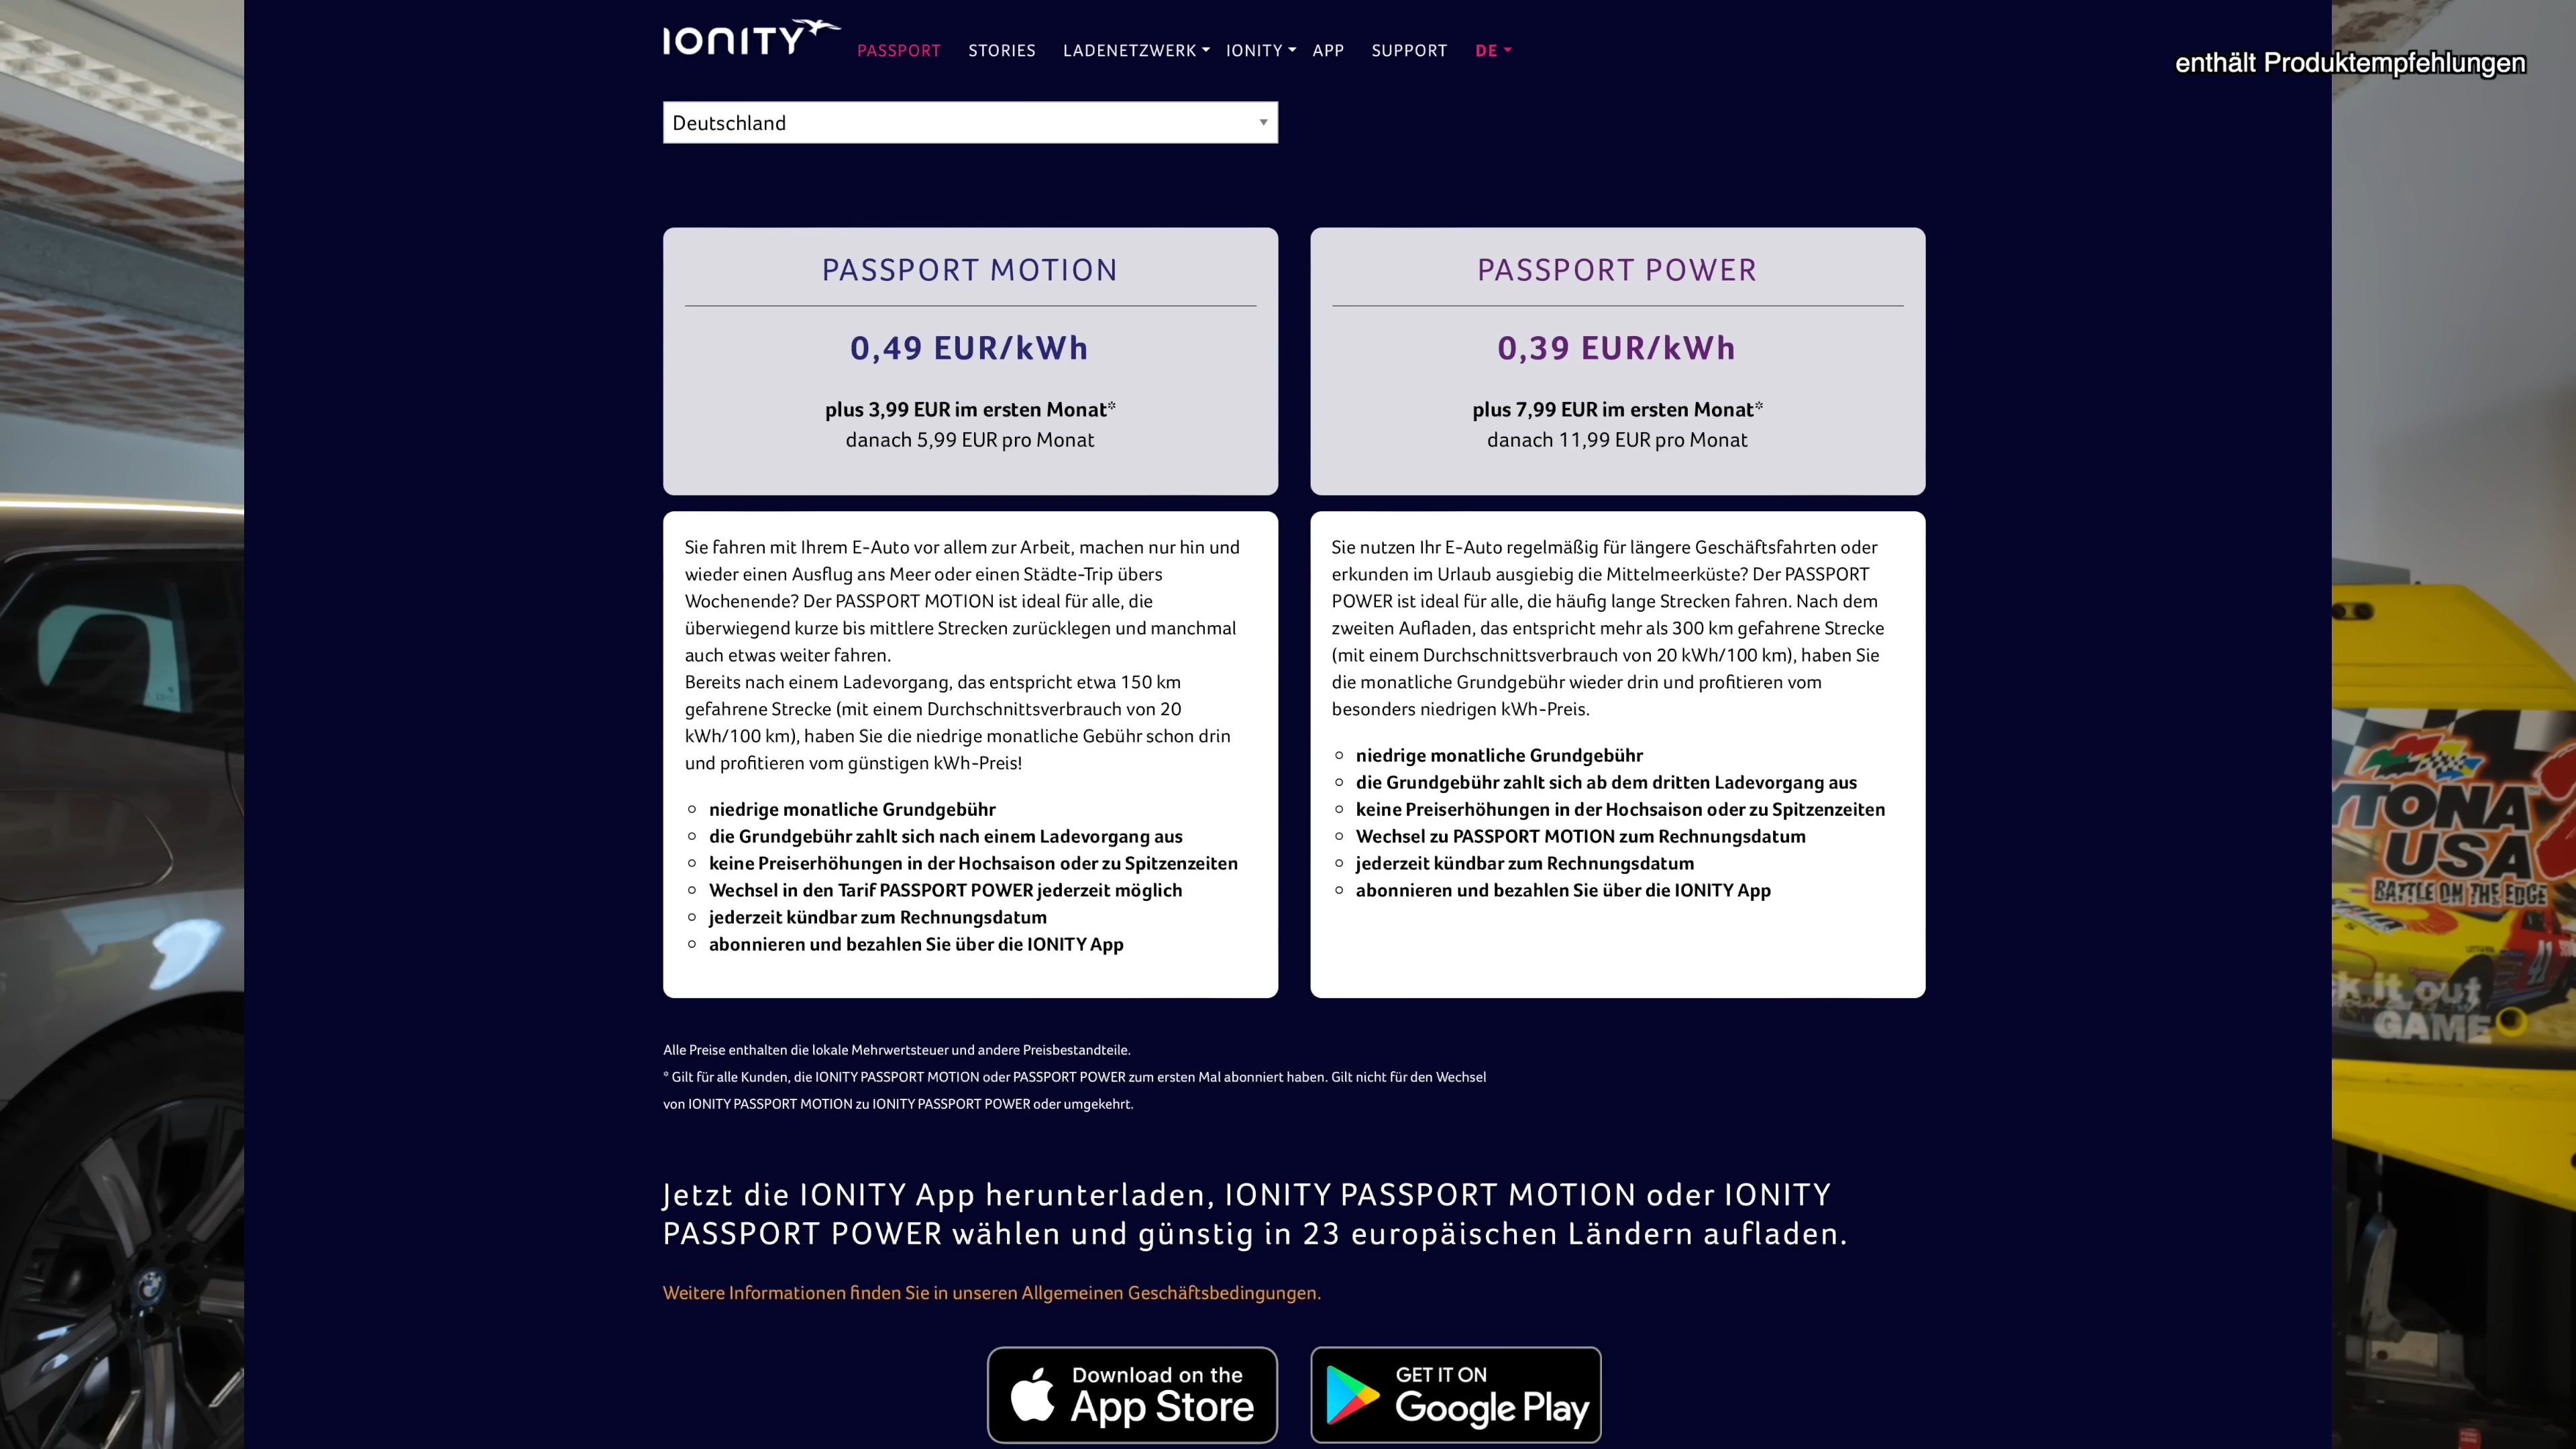 IONITY
PASSPORT STORIES LADENETZWERK IONITY APP SUPPORT DE
enthält Produktempfehlungen
Deutschland
PASSPORT MOTION
0,49 EUR/kWh
plus 3,99 EUR im ersten Monat*
danach 5,99 EUR pro Monat
PASSPORT POWER
0,39 EUR/kWh
plus 7,99 EUR im ersten Monat*
danach 11,99 EUR pro Monat
Sie fahren mit Ihrem E-Auto vor allem zur Arbeit, machen nur hin und
wieder einen Ausflug ans Meer oder einen Städte-Trip übers
Wochenende? Der PASSPORT MOTION ist ideal für alle, die
überwiegend kurze bis mittlere Strecken zurücklegen und manchmal
auch etwas weiter fahren.
Bereits nach einem Ladevorgang, das entspricht etwa 150 km
gefahrene Strecke (mit einem Durchschnittsverbrauch von 20
kWh/100 km), haben Sie die niedrige monatliche Gebühr schon drin
und profitieren vom günstigen kWh-Preis!
niedrige monatliche Grundgebühr
die Grundgebühr zahlt sich nach einem Ladevorgang aus
keine Preiserhöhungen in der Hochsaison oder zu Spitzenzeiten
Wechsel in den Tarif PASSPORT POWER jederzeit möglich
jederzeit kündbar zum Rechnungsdatum
abonnieren und bezahlen Sie über die IONITY App
Sie nutzen Ihr E-Auto regelmäßig für längere Geschäftsfahrten oder
erkunden im Urlaub ausgiebig die Mittelmeerküste? Der PASSPORT
POWER ist ideal für alle, die häufig lange Strecken fahren. Nach dem
zweiten Aufladen, das entspricht mehr als 300 km gefahrene Strecke
(mit einem Durchschnittsverbrauch von 20 kWh/100 km), haben Sie
die monatliche Grundgebühr wieder drin und profitieren vom
besonders niedrigen kWh-Preis.
niedrige monatliche Grundgebühr
die Grundgebühr zahlt sich ab dem dritten Ladevorgang aus
keine Preiserhöhungen in der Hochsaison oder zu Spitzenzeiten
Wechsel zu PASSPORT MOTION zum Rechnungsdatum
jederzeit kündbar zum Rechnungsdatum
abonnieren und bezahlen Sie über die IONITY App
YTONA
USA
BATTLE ON THE EDGE
it out
GAME
Alle Preise enthalten die lokale Mehrwertsteuer und andere Preisbestandteile.
* Gilt für alle Kunden, die IONITY PASSPORT MOTION oder PASSPORT POWER zum ersten Mal abonniert haben. Gilt nicht für den Wechsel
von IONITY PASSPORT MOTION zu IONITY PASSPORT POWER oder umgekehrt.
Jetzt die IONITY App herunterladen, IONITY PASSPORT MOTION oder IONITY
PASSPORT POWER wählen und günstig in 23 europäischen Ländern aufladen.
Weitere Informationen finden Sie in unseren Allgemeinen Geschäftsbedingungen.
Download on the
App Store
GET IT ON
Google Play